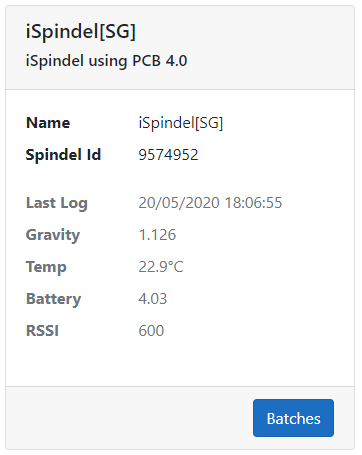 iSpindel[SG]
iSpindel using PCB 4.0
Name iSpindel[SG]
Spindel Id 9574952
Last Log 20/05/2020 18:06:55
Gravity 1.126
Temp 22.9°C
Battery 4.03
RSSI 600
Batches